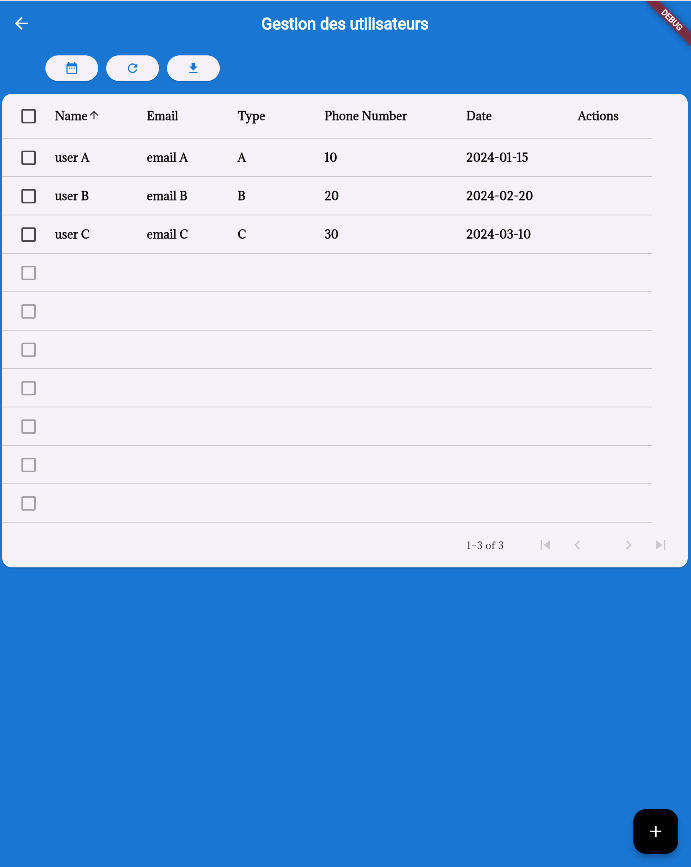 Gestion des utilisateurs
DEBUG
Name Email Type Phone Number Date Actions
user A email A A 10 2024-01-15
user B email B B 20 2024-02-20
user C email C C 30 2024-03-10
1–3 of 3